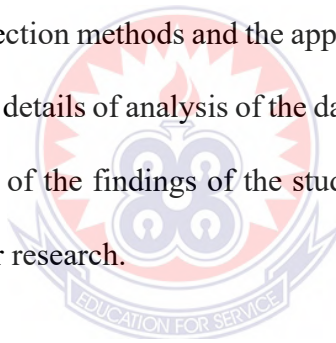 ection methods and the app
details of analysis of the da
of the findings of the stud
r research.
EDUCATION FOR SERVICE